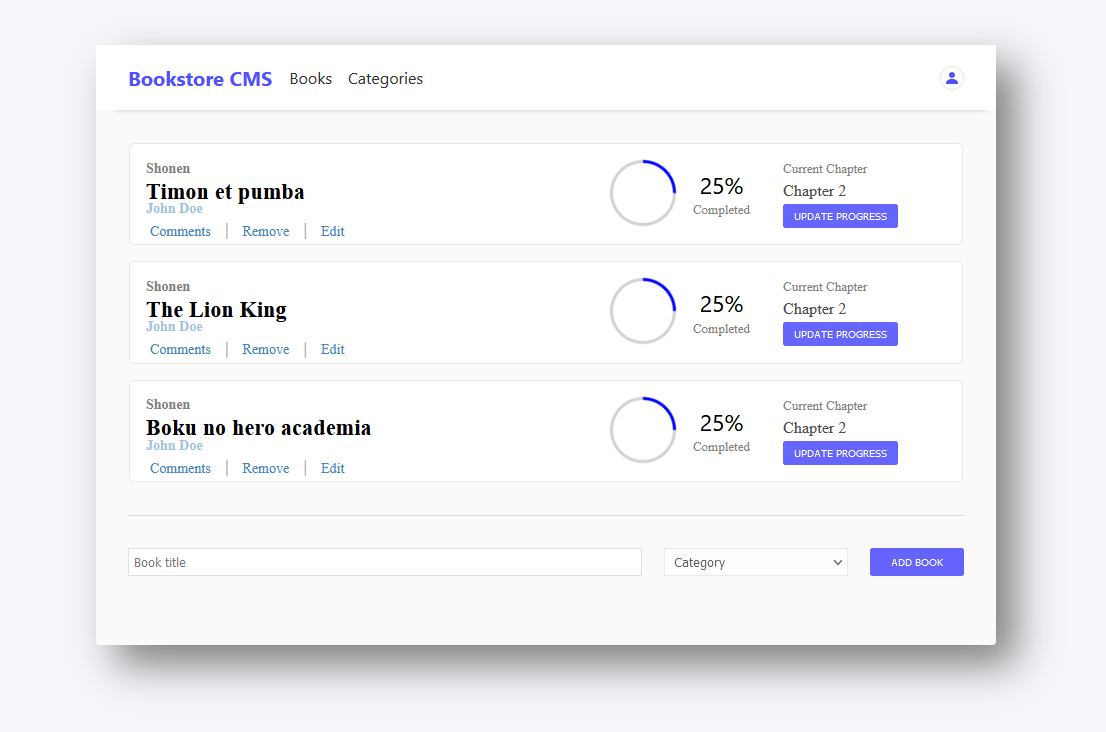 Bookstore CMS Books Categories
Shonen
Timon et pumba
John Doe
Comments | Remove | Edit
25%
Completed
Current Chapter
Chapter 2
UPDATE PROGRESS
Shonen
The Lion King
John Doe
Comments | Remove | Edit
25%
Completed
Current Chapter
Chapter 2
UPDATE PROGRESS
Shonen
Boku no hero academia
John Doe
Comments | Remove | Edit
25%
Completed
Current Chapter
Chapter 2
UPDATE PROGRESS
Book title Category ADD BOOK